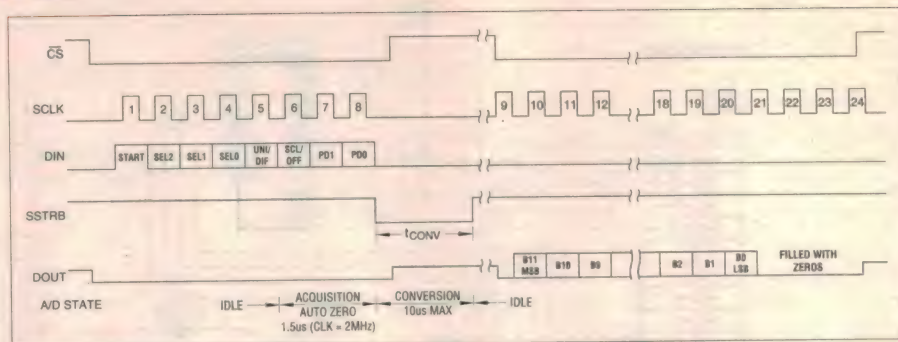 CS
SCLK 1 2 3 4 5 6 7 8 9 10 11 12 18 19 20 21 22 23 24
DIN START SEL2 SEL1 SEL0 UNI/DIF SCL/OFF PD1 PD0
SSTRB
tCONV
DOUT B11 MSB B10 B9 B2 B1 B0 LSB FILLED WITH ZEROS
A/D STATE IDLE ACQUISITION CONVERSION IDLE
AUTO ZERO 10us MAX
1.5us (CLK = 2MHz)